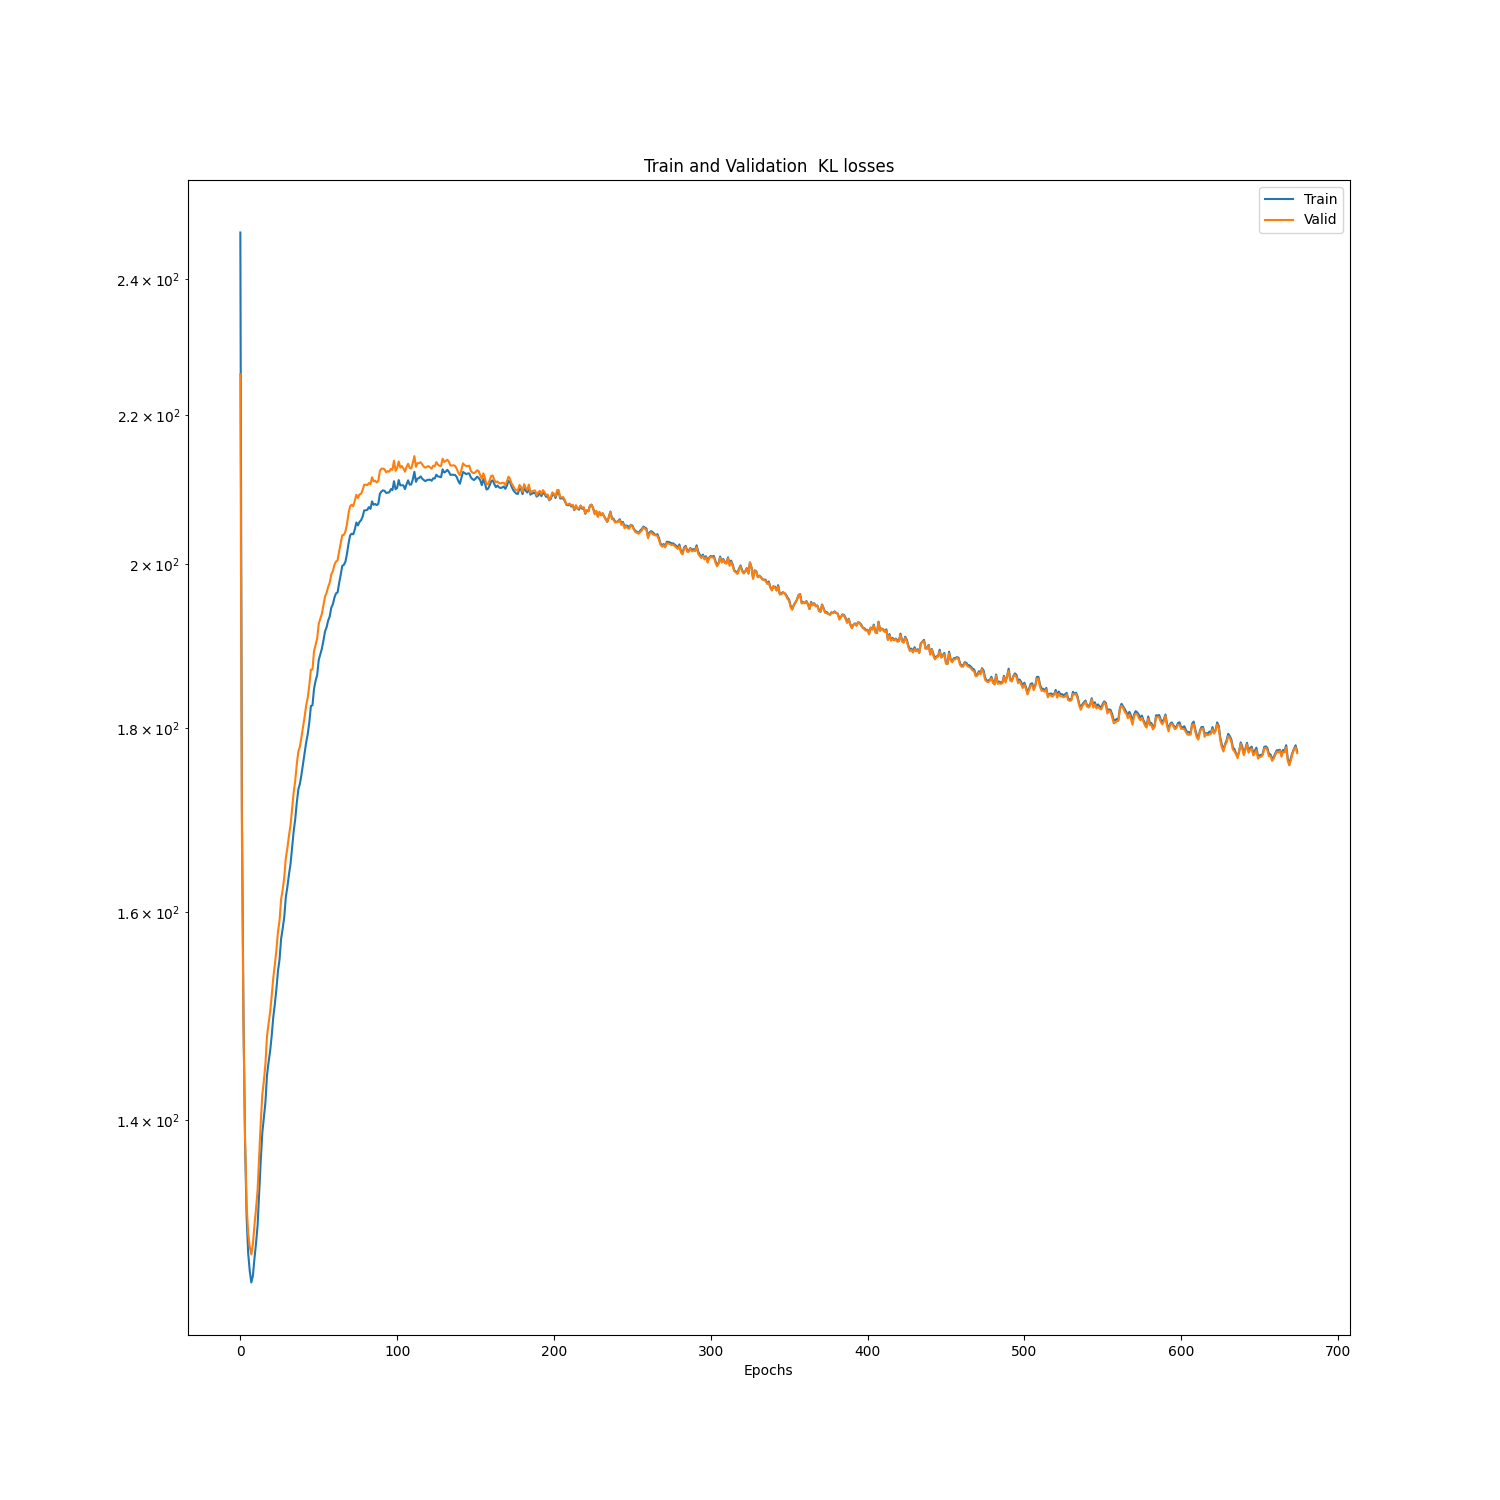 Train and Validation  KL losses
Train
Valid
2.4 × 10²
2.2 × 10²
2 × 10²
1.8 × 10²
1.6 × 10²
1.4 × 10²
0 100 200 300 400 500 600 700
Epochs